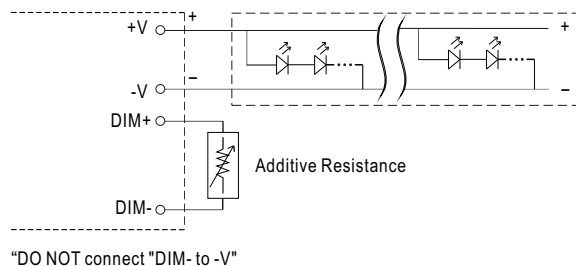 +V + +
-V – –
DIM+
Additive Resistance
DIM-
“DO NOT connect "DIM- to -V"